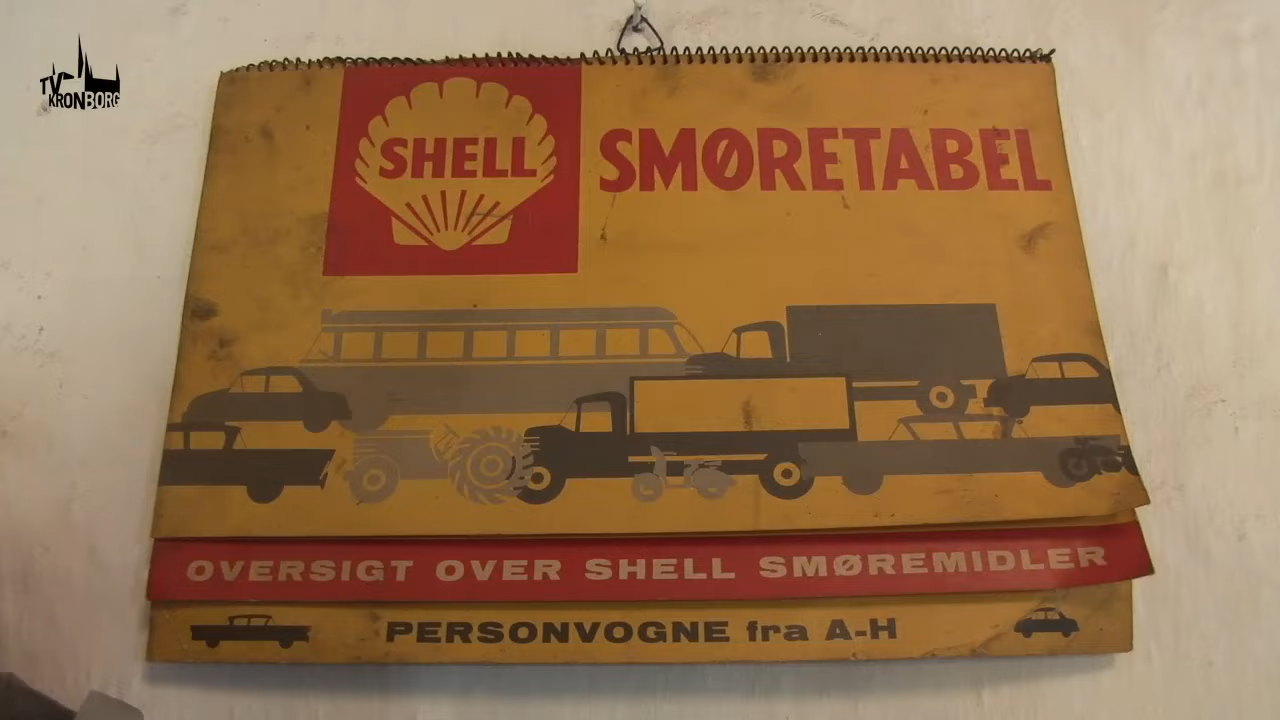 TV
KRONBORG
SHELL
SMØRETABEL
OVERSIGT OVER SHELL SMØREMIDLER
PERSONVOGNE fra A-H